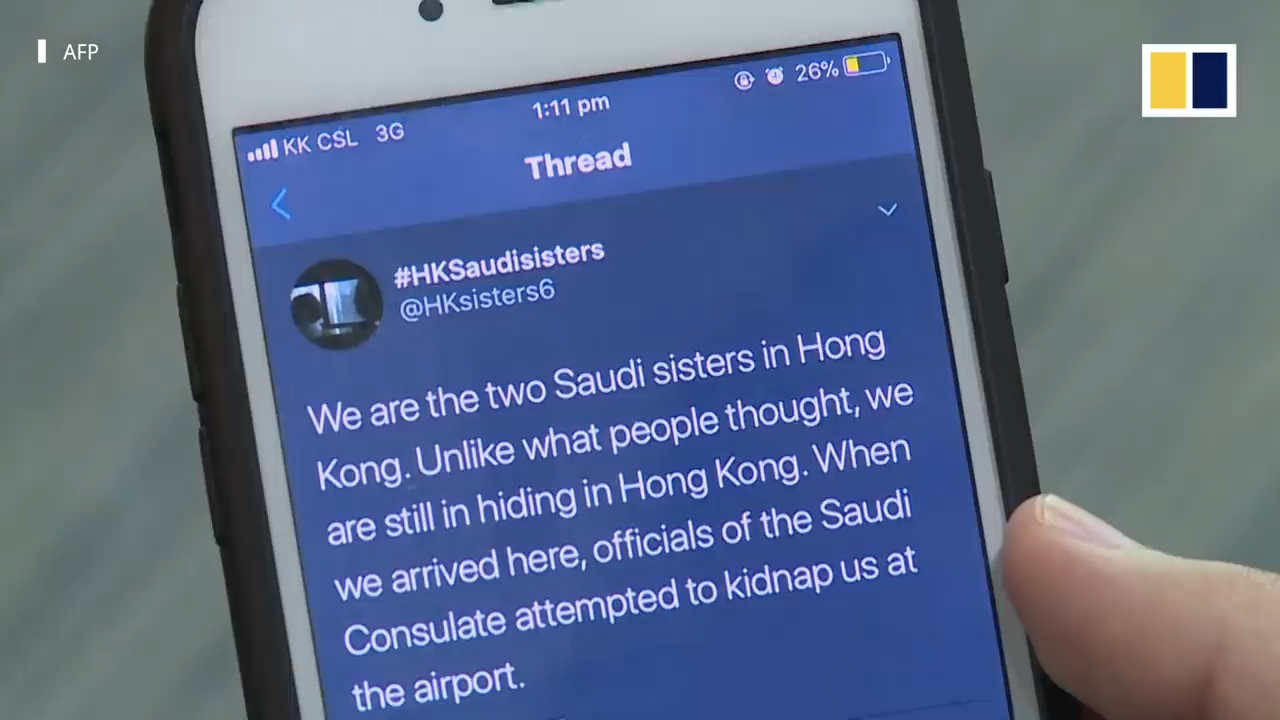 AFP
1:11 pm
26%
KK CSL 3G
Thread
#HKSaudisisters
@HKsisters6
We are the two Saudi sisters in Hong
Kong. Unlike what people thought, we
are still in hiding in Hong Kong. When
we arrived here, officials of the Saudi
Consulate attempted to kidnap us at
the airport.